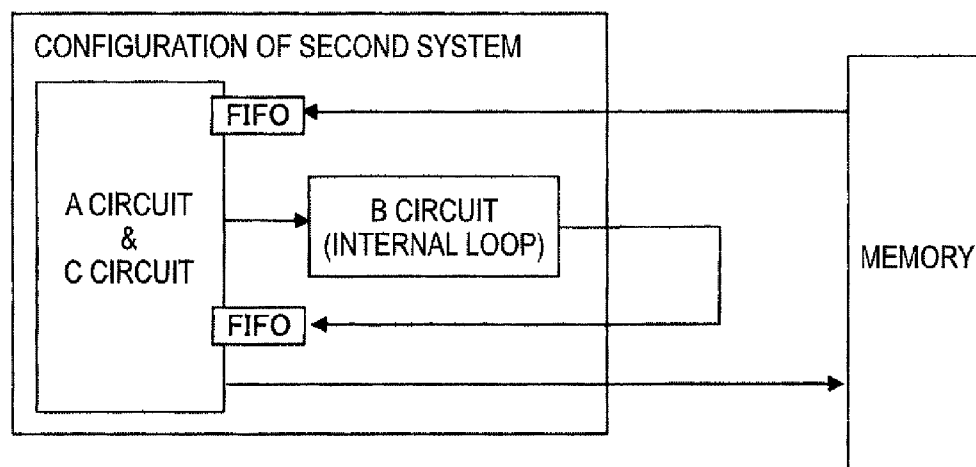 CONFIGURATION OF SECOND SYSTEM
FIFO
A CIRCUIT
&
C CIRCUIT
B CIRCUIT
(INTERNAL LOOP)
MEMORY
FIFO